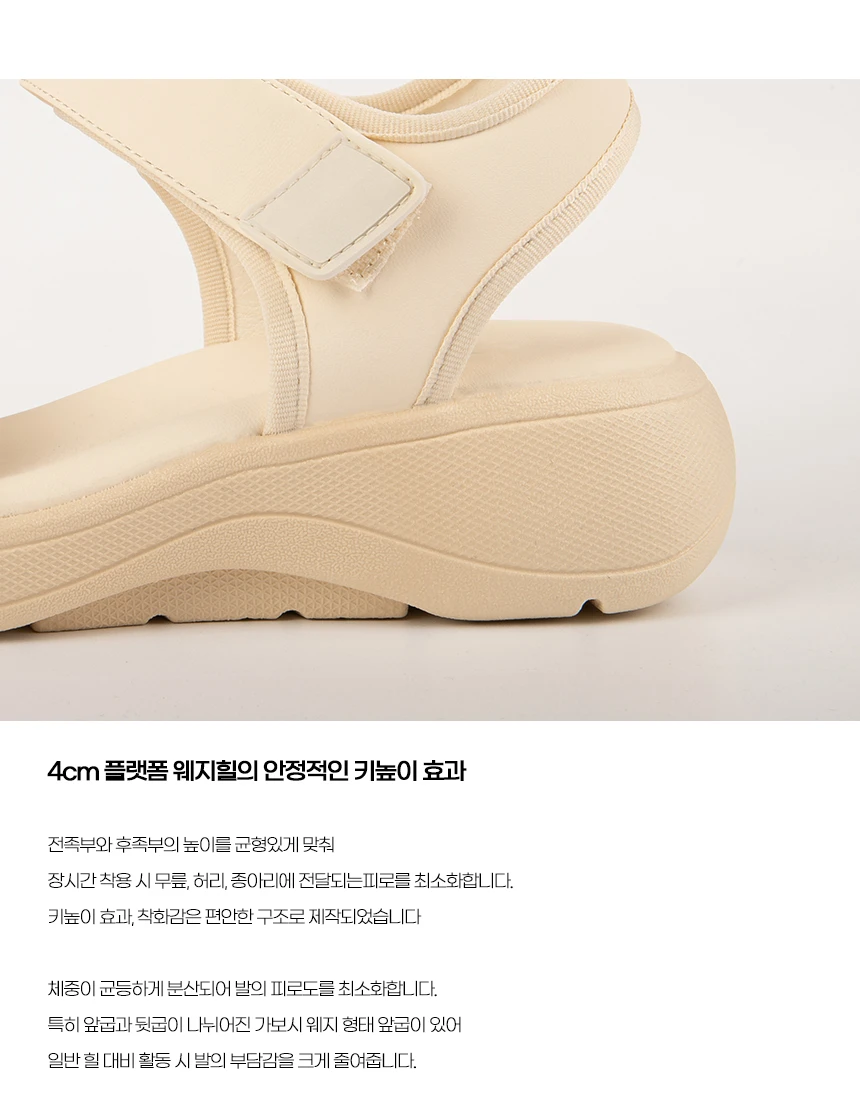 4cm 플랫폼 웨지힐의 안정적인 키높이 효과
전족부와 후족부의 높이를 균형있게 맞춰
장시간 착용 시 무릎, 허리, 종아리에 전달되는피로를 최소화합니다.
키높이 효과, 착화감은 편안한 구조로 제작되었습니다
체중이 균등하게 분산되어 발의 피로도를 최소화합니다.
특히 앞굽과 뒷굽이 나뉘어진 가보시 웨지 형태 앞굽이 있어
일반 힐 대비 활동 시 발의 부담감을 크게 줄여줍니다.